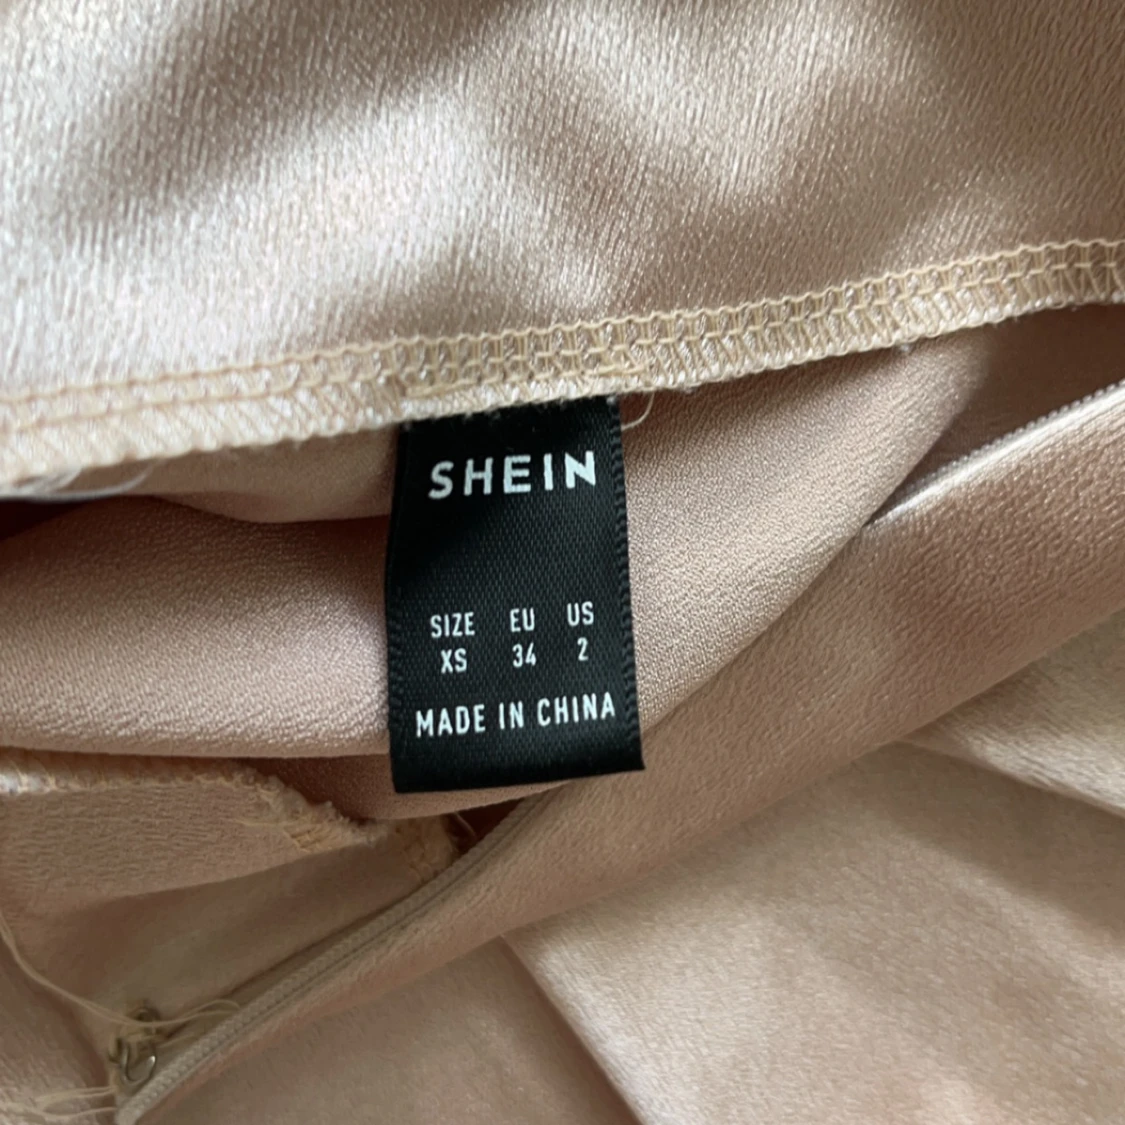 SHEIN
SIZE EU US
XS 34 2
MADE IN CHINA